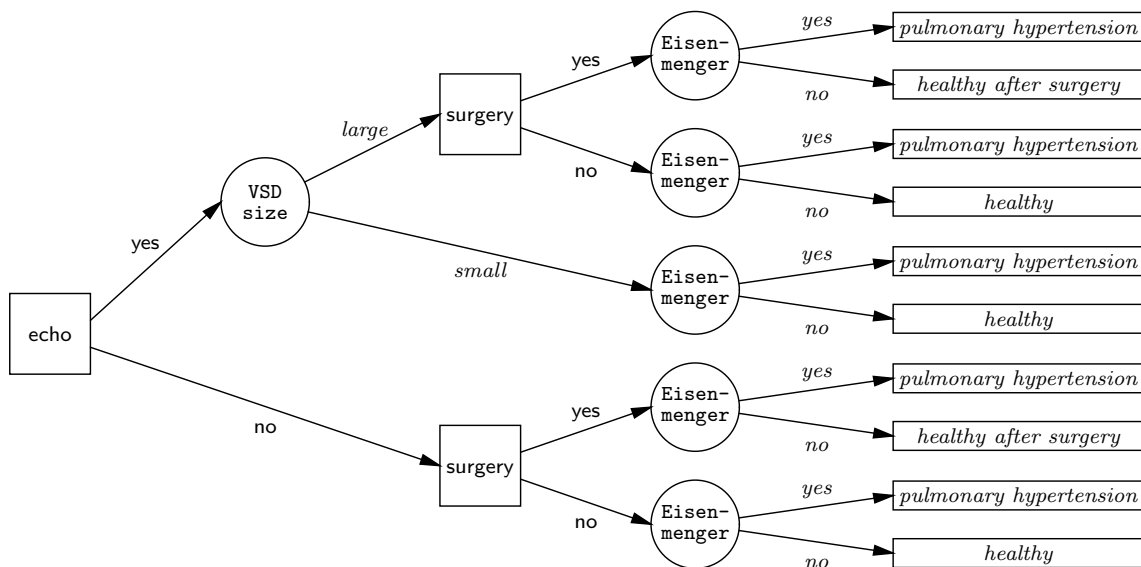 yes
pulmonary hypertension
Eisen-
menger
yes
no
healthy after surgery
large
surgery
yes
pulmonary hypertension
no
Eisen-
menger
no
healthy
VSD
size
yes
small
yes
pulmonary hypertension
Eisen-
menger
no
healthy
echo
yes
pulmonary hypertension
yes
Eisen-
menger
no
healthy after surgery
no
surgery
yes
pulmonary hypertension
no
Eisen-
menger
no
healthy